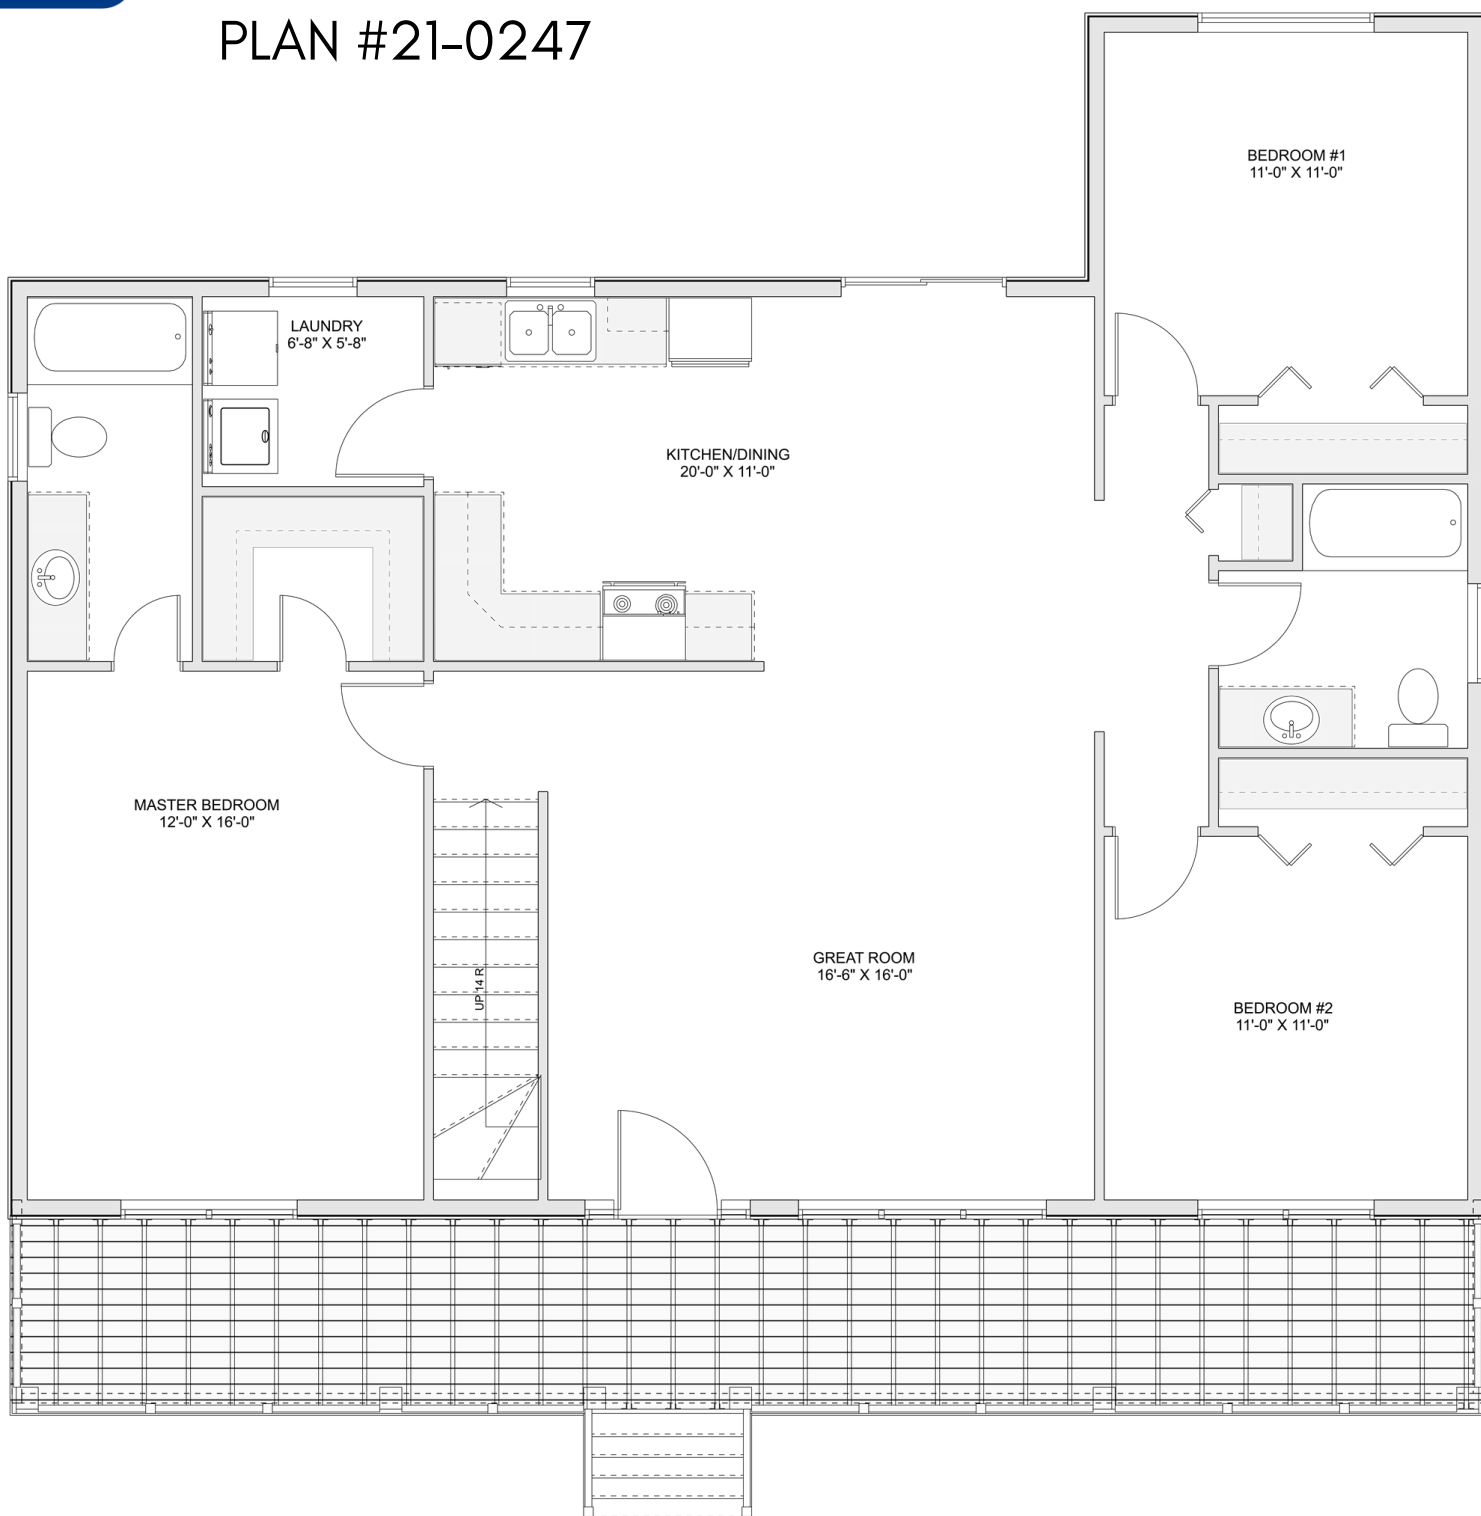 PLAN #21-0247
BEDROOM #1
11'-0" X 11'-0"
LAUNDRY
6'-8" X 5'-8"
KITCHEN/DINING
20'-0" X 11'-0"
MASTER BEDROOM
12'-0" X 16'-0"
UP 14 R
GREAT ROOM
16'-6" X 16'-0"
BEDROOM #2
11'-0" X 11'-0"